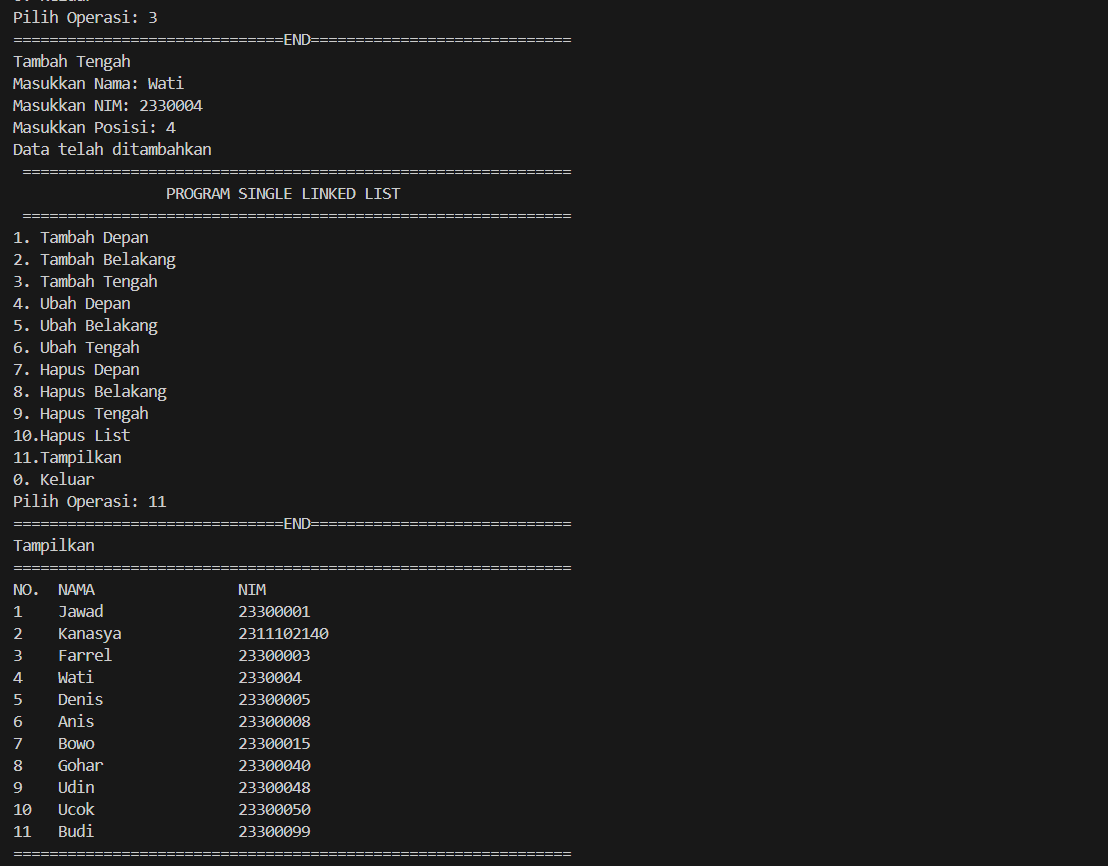 Pilih Operasi: 3
==============================END=============================
Tambah Tengah
Masukkan Nama: Wati
Masukkan NIM: 2330004
Masukkan Posisi: 4
Data telah ditambahkan
=============================================================
PROGRAM SINGLE LINKED LIST
=============================================================
1. Tambah Depan
2. Tambah Belakang
3. Tambah Tengah
4. Ubah Depan
5. Ubah Belakang
6. Ubah Tengah
7. Hapus Depan
8. Hapus Belakang
9. Hapus Tengah
10.Hapus List
11.Tampilkan
0. Keluar
Pilih Operasi: 11
==============================END=============================
Tampilkan
==============================================================
NO. NAMA NIM
1 Jawad 23300001
2 Kanasya 2311102140
3 Farrel 23300003
4 Wati 2330004
5 Denis 23300005
6 Anis 23300008
7 Bowo 23300015
8 Gohar 23300040
9 Udin 23300048
10 Ucok 23300050
11 Budi 23300099
==============================================================